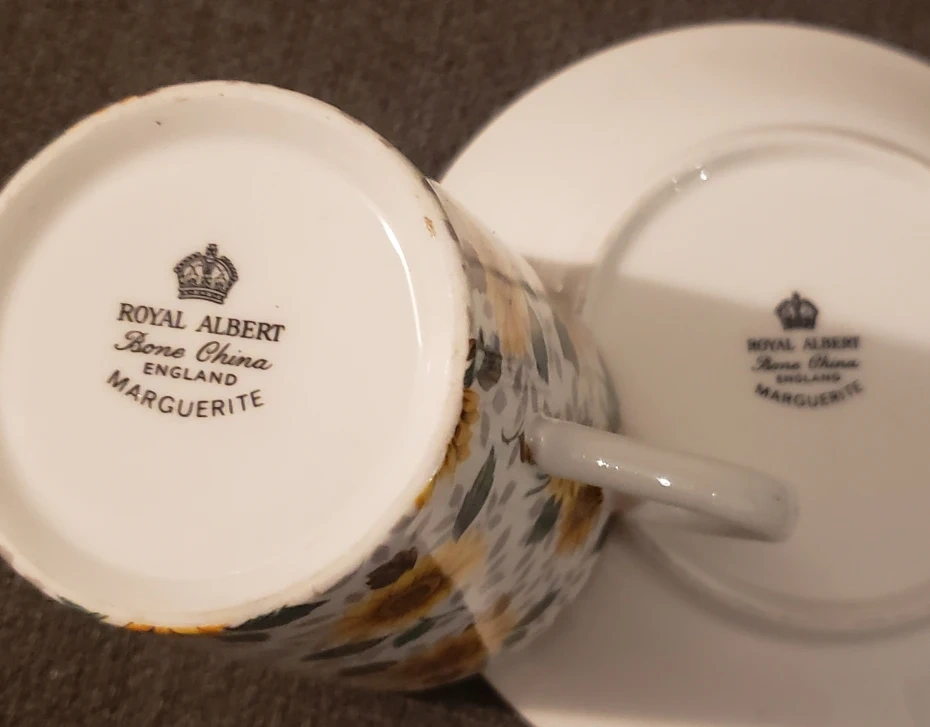 ROYAL ALBERT
Bone China
ENGLAND
MARGUERITE
ROYAL ALBERT
Bone China
ENGLAND
MARGUERITE